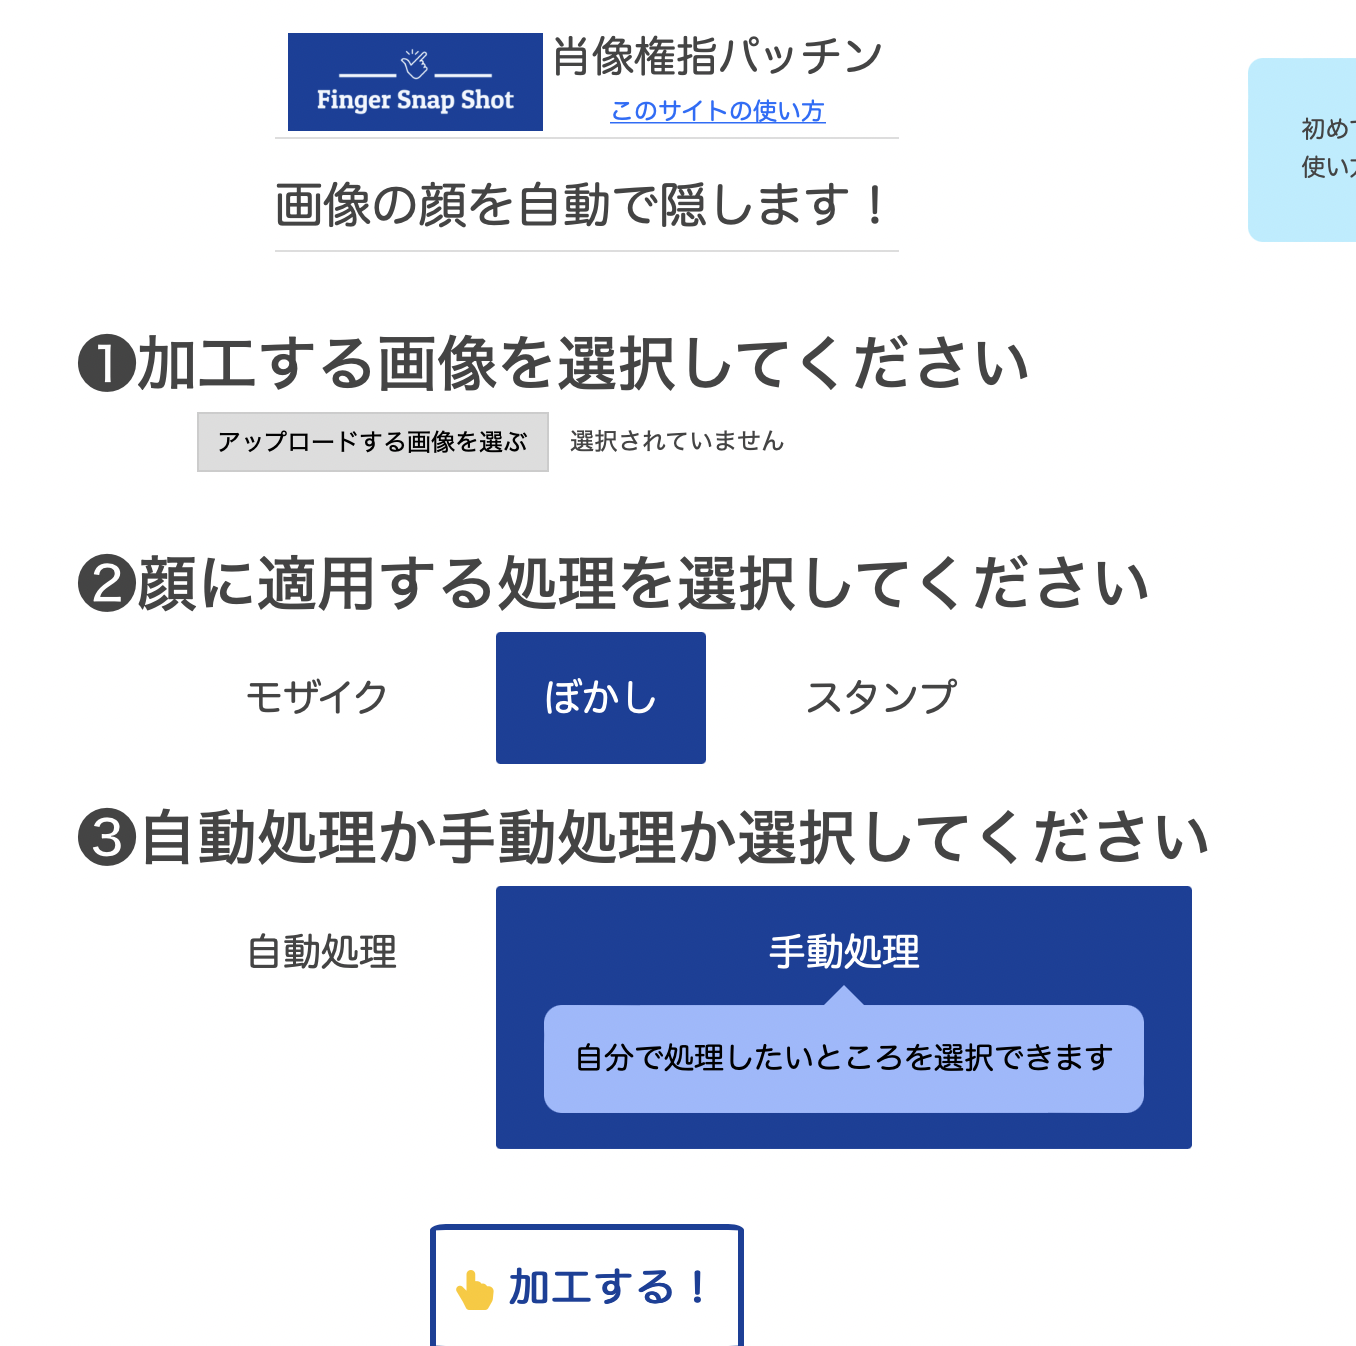 Finger Snap Shot
肖像権指パッチン
このサイトの使い方
画像の顔を自動で隠します！
初めて
使い方
❶加工する画像を選択してください
アップロードする画像を選ぶ 選択されていません
❷顔に適用する処理を選択してください
モザイク ぼかし スタンプ
❸自動処理か手動処理か選択してください
自動処理 手動処理
自分で処理したいところを選択できます
加工する！